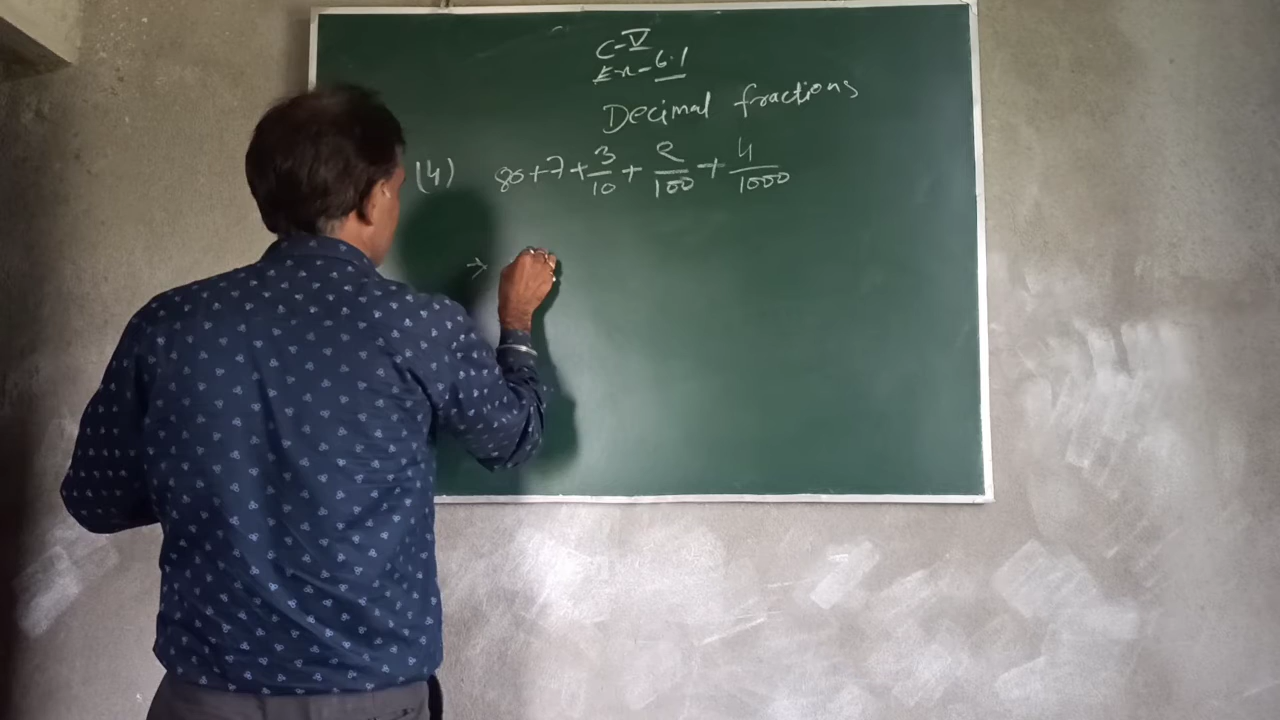 C-V
Ex-6.1
Decimal fractions
(4) 80+7+3/10+2/100+4/1000
→